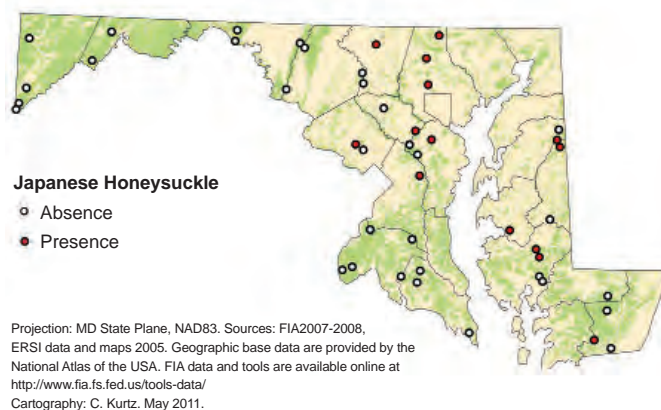 Japanese Honeysuckle
Absence
Presence
Projection: MD State Plane, NAD83. Sources: FIA2007-2008,
ERSI data and maps 2005. Geographic base data are provided by the
National Atlas of the USA. FIA data and tools are available online at
http://www.fia.fs.fed.us/tools-data/
Cartography: C. Kurtz. May 2011.